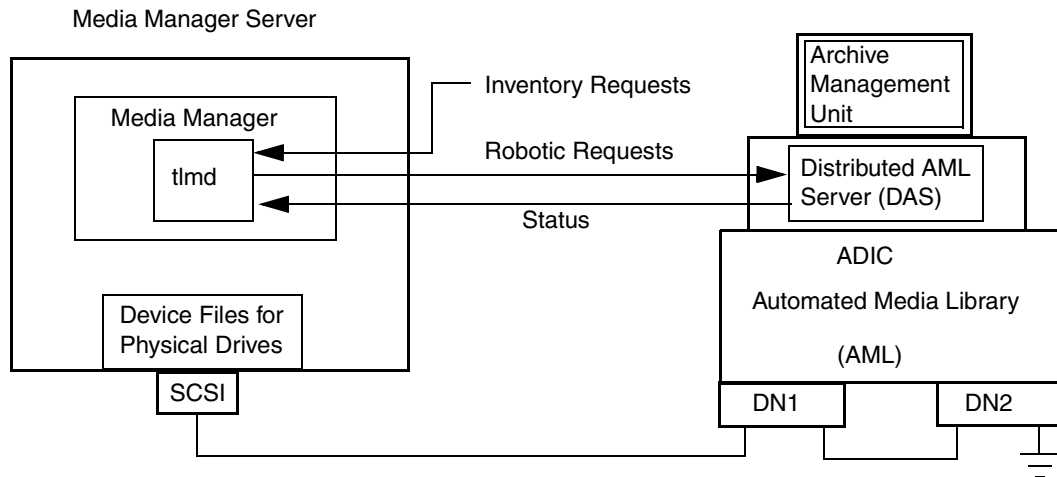 Media Manager Server
Media Manager
tlmd
Inventory Requests
Robotic Requests
Status
Device Files for
Physical Drives
SCSI
Archive
Management
Unit
Distributed AML
Server (DAS)
ADIC
Automated Media Library
(AML)
DN1
DN2